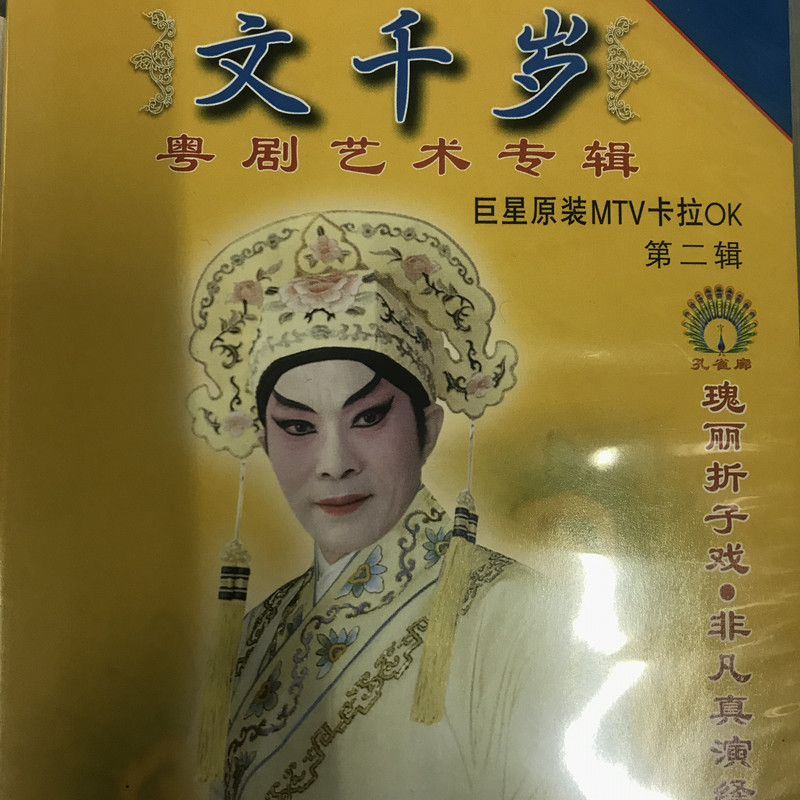 文千岁
粤剧艺术专辑
巨星原装MTV卡拉OK
第二辑
孔雀廊
瑰丽折子戏·非凡真演绎